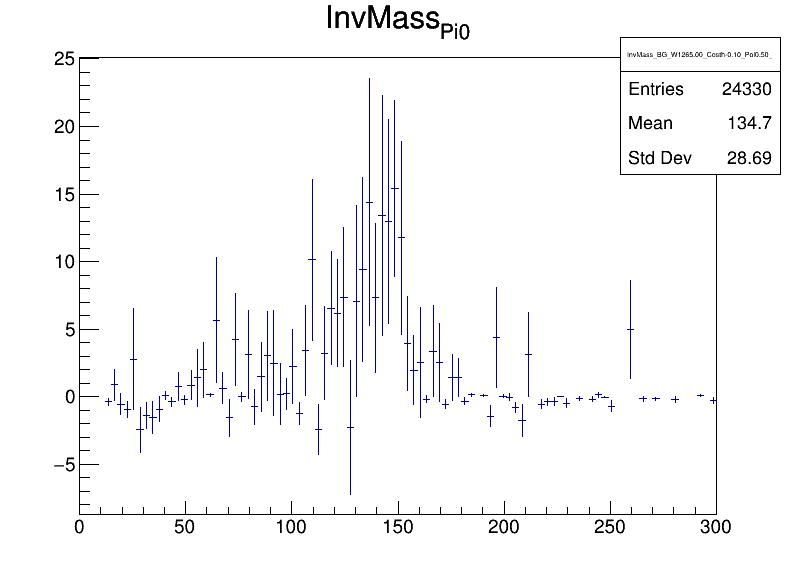 InvMass_Pi0
InvMass_BG_W1265.00_Costh-0.10_Pol0.50_
Entries 24330
Mean 134.7
Std Dev 28.69
25
20
15
10
5
0
−5
0 50 100 150 200 250 300